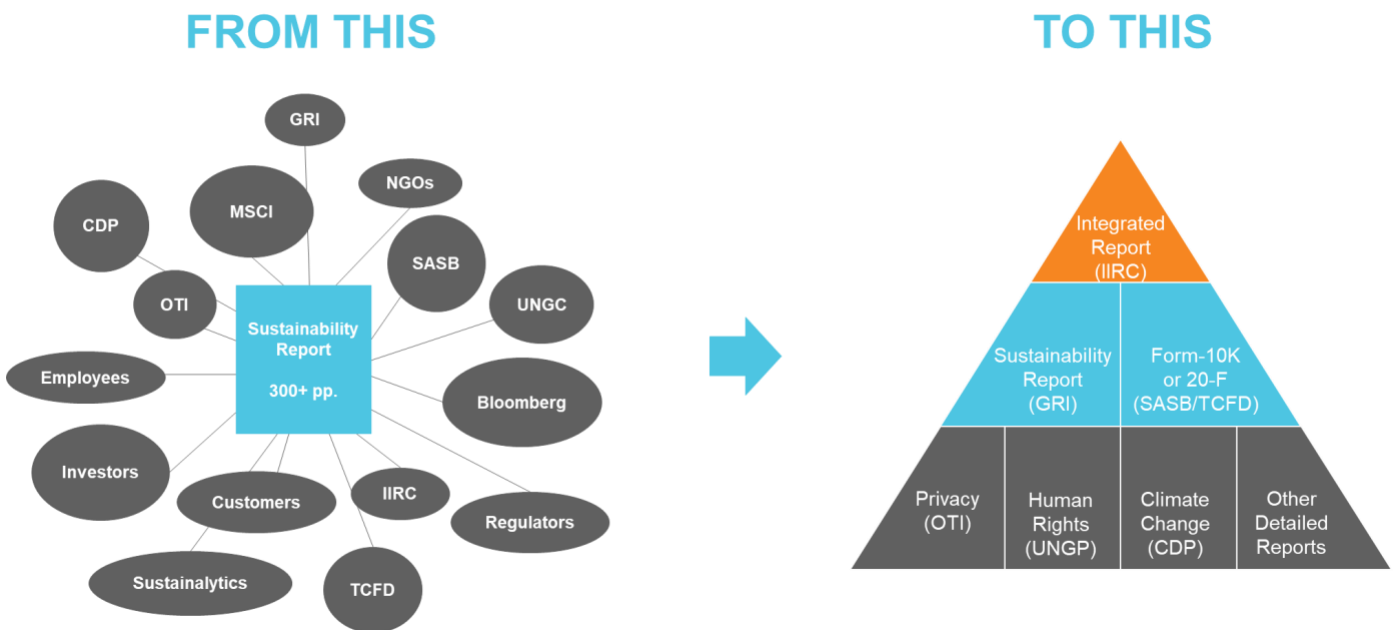 FROM THIS
TO THIS
GRI
NGOs
MSCI
CDP
SASB
OTI
UNGC
Sustainability
Report
300+ pp.
Employees
Bloomberg
Investors
Customers
IIRC
Regulators
Sustainalytics
TCFD
Integrated
Report
(IIRC)
Sustainability
Report
(GRI)
Form-10K
or 20-F
(SASB/TCFD)
Privacy
(OTI)
Human
Rights
(UNGP)
Climate
Change
(CDP)
Other
Detailed
Reports